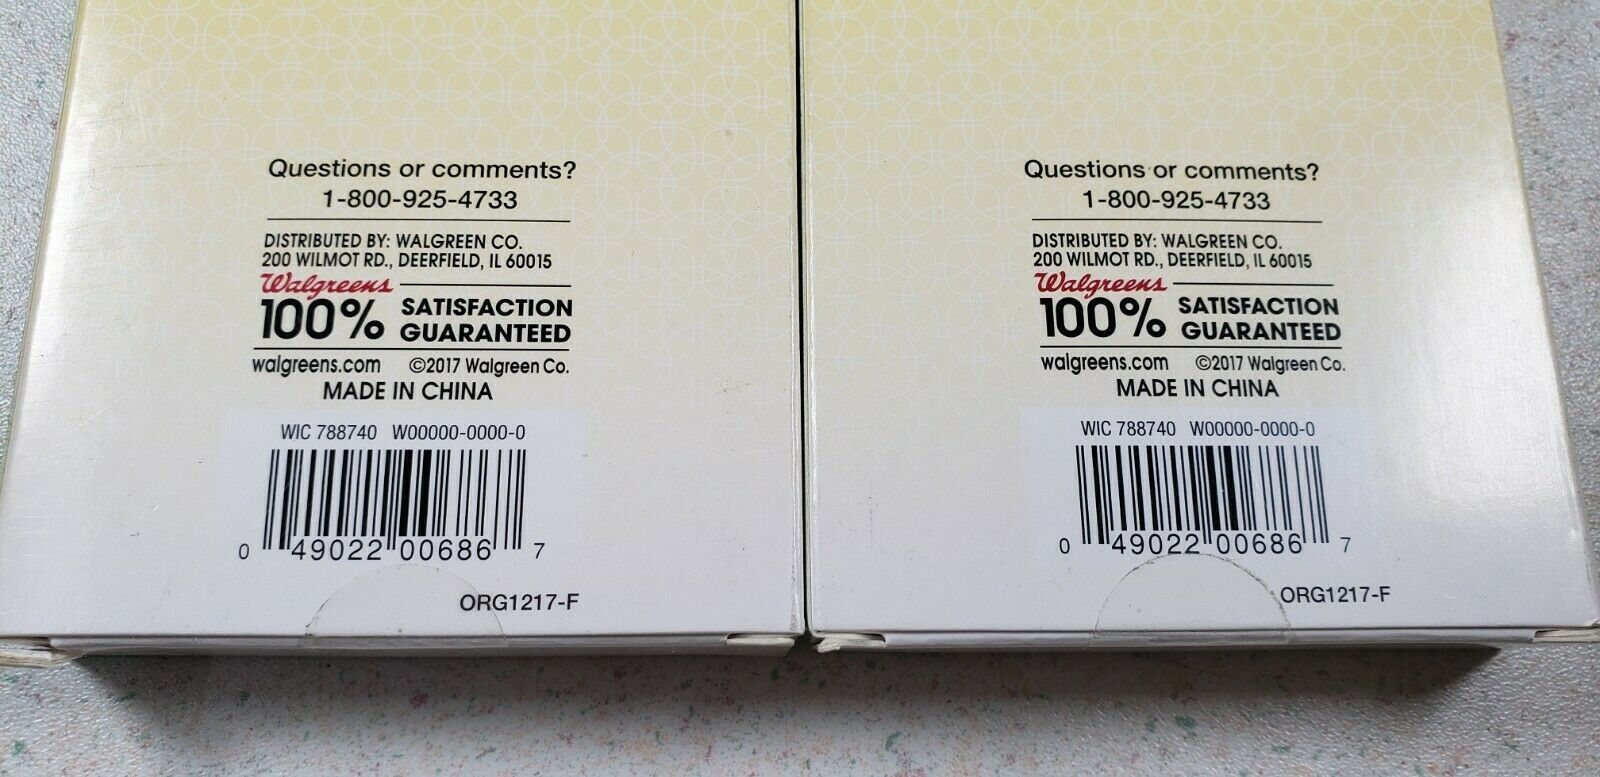 Questions or comments?
1-800-925-4733
DISTRIBUTED BY: WALGREEN CO.
200 WILMOT RD., DEERFIELD, IL 60015
Walgreens
100% SATISFACTION
GUARANTEED
walgreens.com ©2017 Walgreen Co.
MADE IN CHINA
WIC 788740 W00000-0000-0
0 49022 00686 7
ORG1217-F
Questions or comments?
1-800-925-4733
DISTRIBUTED BY: WALGREEN CO.
200 WILMOT RD., DEERFIELD, IL 60015
Walgreens
100% SATISFACTION
GUARANTEED
walgreens.com ©2017 Walgreen Co.
MADE IN CHINA
WIC 788740 W00000-0000-0
0 49022 00686 7
ORG1217-F